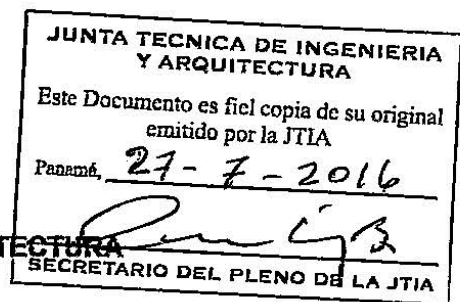 JUNTA TECNICA DE INGENIERIA
Y ARQUITECTURA
Este Documento es fiel copia de su original
emitido por la JTIA
Panamá, 27-7-2016
TECTURA
SECRETARIO DEL PLENO DE LA JTIA